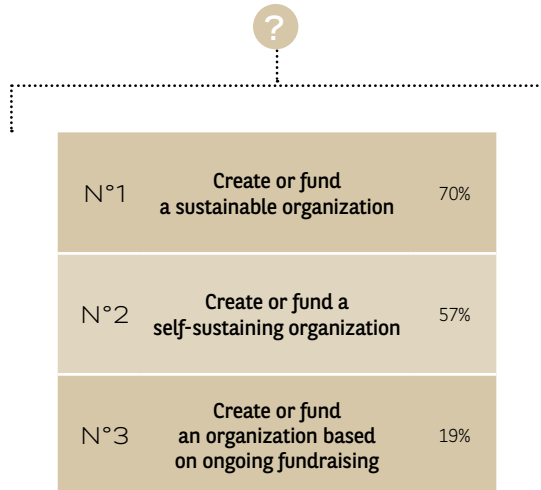 ?
N°1
Create or fund
a sustainable organization
70%
N°2
Create or fund a
self-sustaining organization
57%
N°3
Create or fund
an organization based
on ongoing fundraising
19%